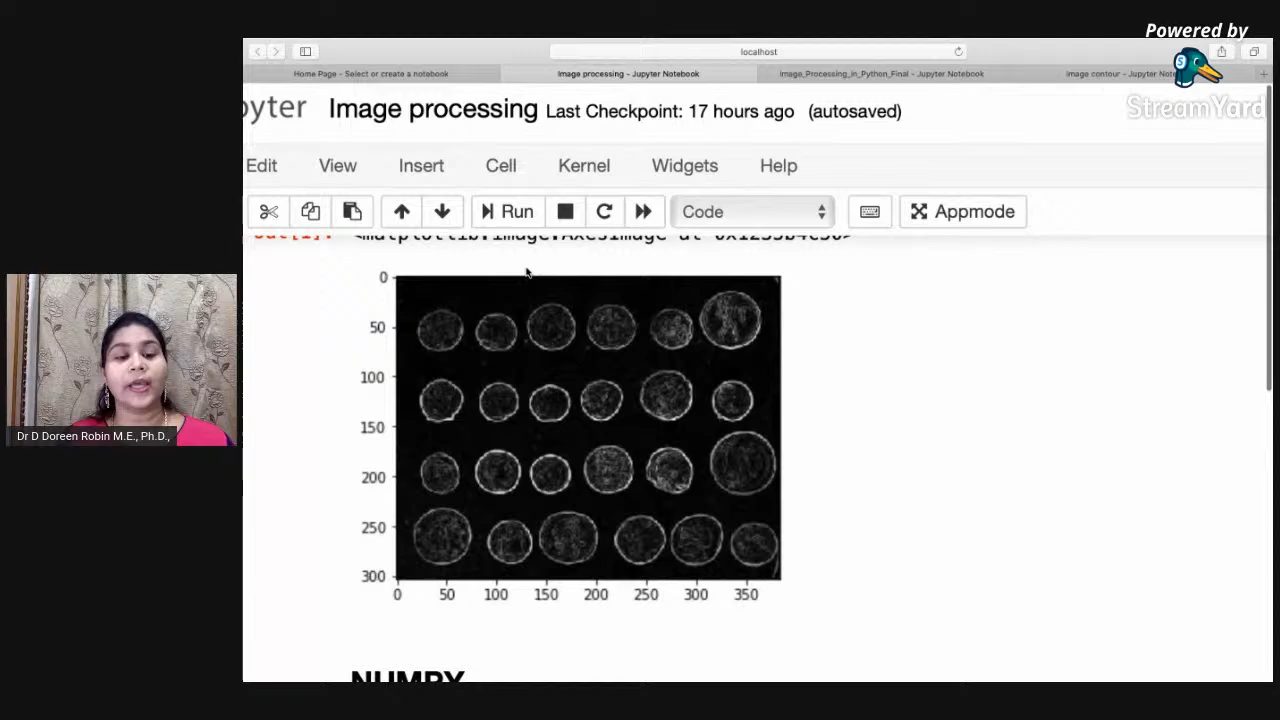 Powered by
StreamYard
localhost
Home Page - Select or create a notebook
Image processing - Jupyter Notebook
Image_Processing_in_Python_Final - Jupyter Notebook
Image contour - Jupyter
pyter Image processing Last Checkpoint: 17 hours ago (autosaved)
Edit View Insert Cell Kernel Widgets Help
Run Code Appmode
0
50
100
150
200
250
300
0 50 100 150 200 250 300 350
NUMPY
Dr D Doreen Robin M.E., Ph.D.,